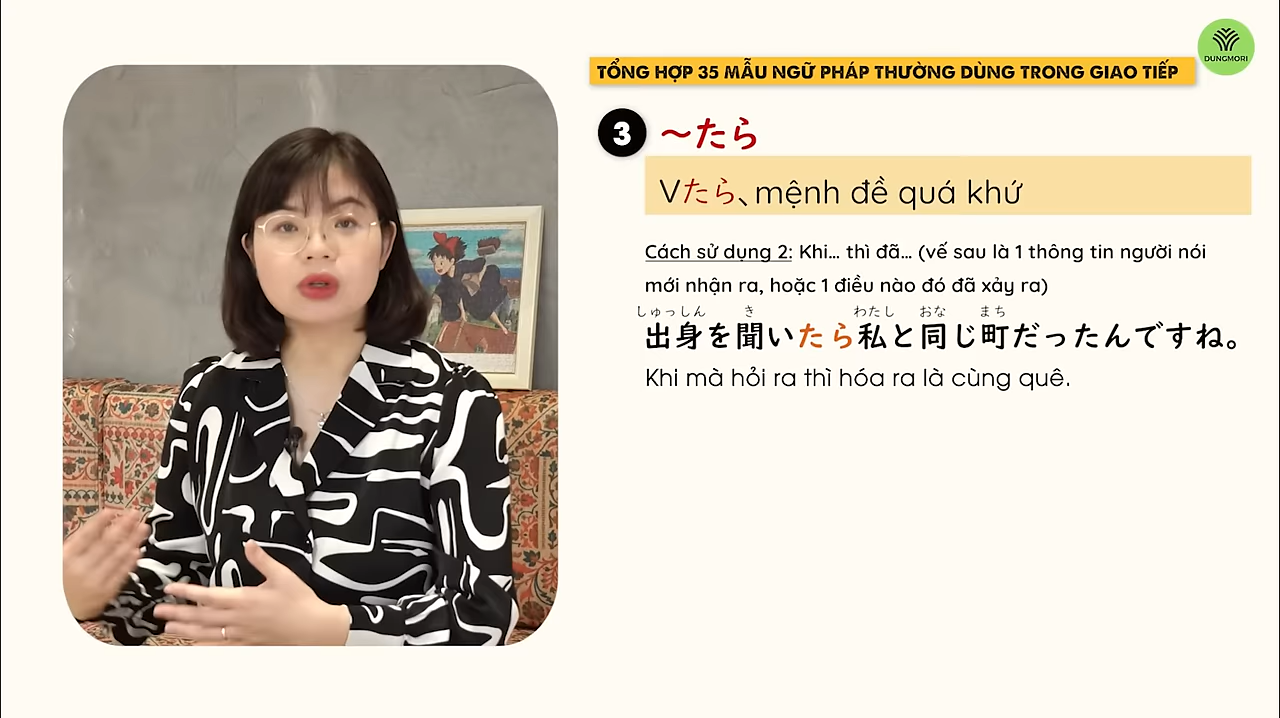 DUNGMORI
TỔNG HỢP 35 MẪU NGỮ PHÁP THƯỜNG DÙNG TRONG GIAO TIẾP
3 ～たら
Vたら、mệnh đề quá khứ
Cách sử dụng 2: Khi... thì đã... (vế sau là 1 thông tin người nói
mới nhận ra, hoặc 1 điều nào đó đã xảy ra)
しゅっしん き わたし おな まち
出身を聞いたら私と同じ町だったんですね。
Khi mà hỏi ra thì hóa ra là cùng quê.